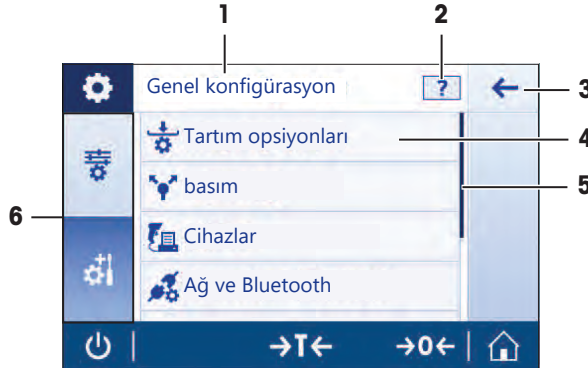 1
2
Genel konfigürasyon
?
3
Tartım opsiyonları
4
basım
5
6
Cihazlar
Ağ ve Bluetooth
→T←
→0←